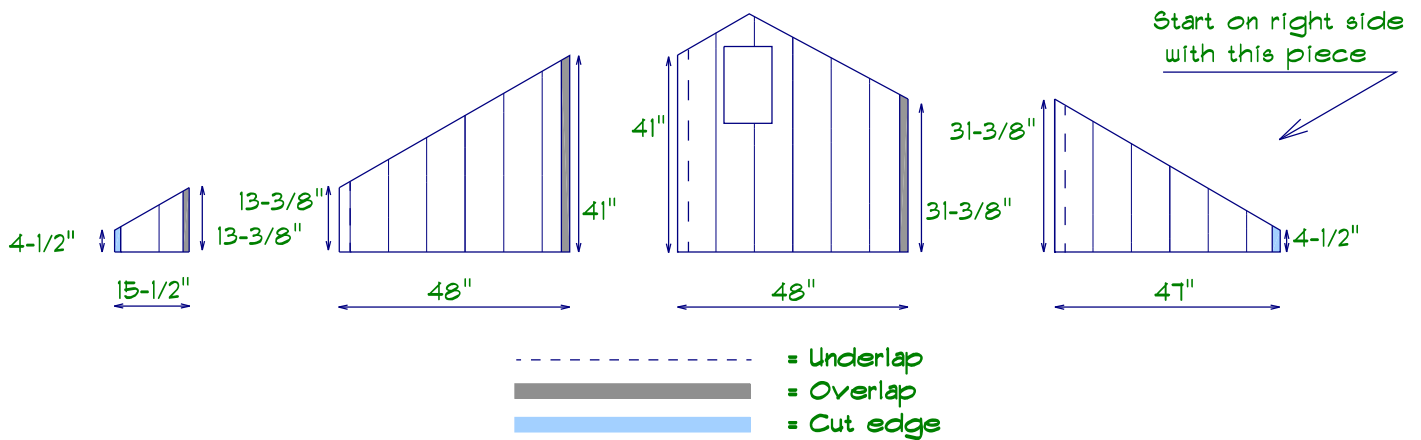 Start on right side
with this piece
4-1/2"
13-3/8"
15-1/2"
13-3/8"
41"
48"
41"
31-3/8"
48"
31-3/8"
4-1/2"
47"
= Underlap
= Overlap
= Cut edge